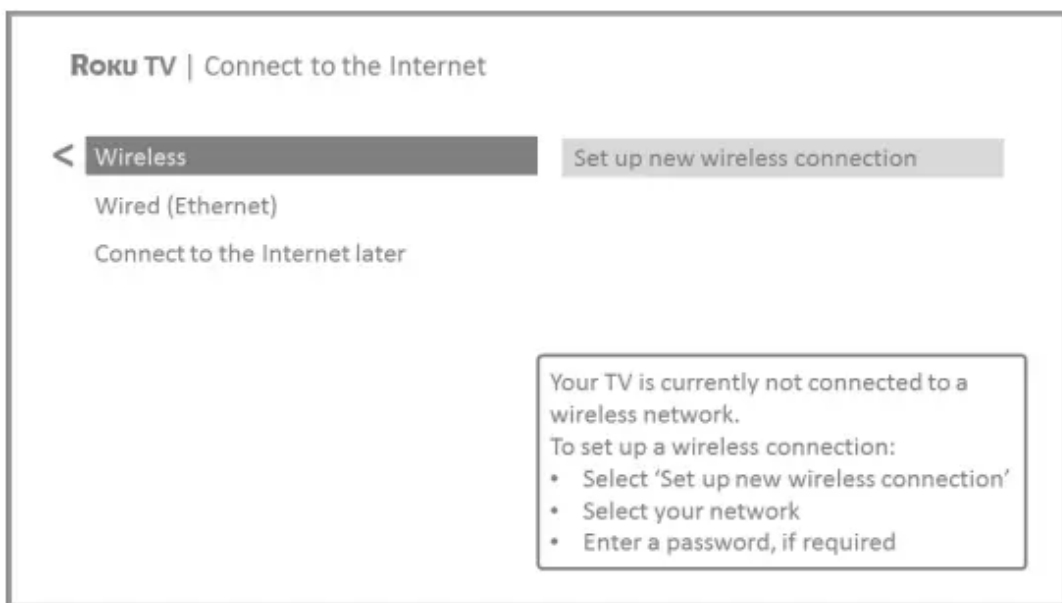 ROKU TV | Connect to the Internet
< Wireless
Set up new wireless connection
Wired (Ethernet)
Connect to the Internet later
Your TV is currently not connected to a
wireless network.
To set up a wireless connection:
• Select ‘Set up new wireless connection’
• Select your network
• Enter a password, if required